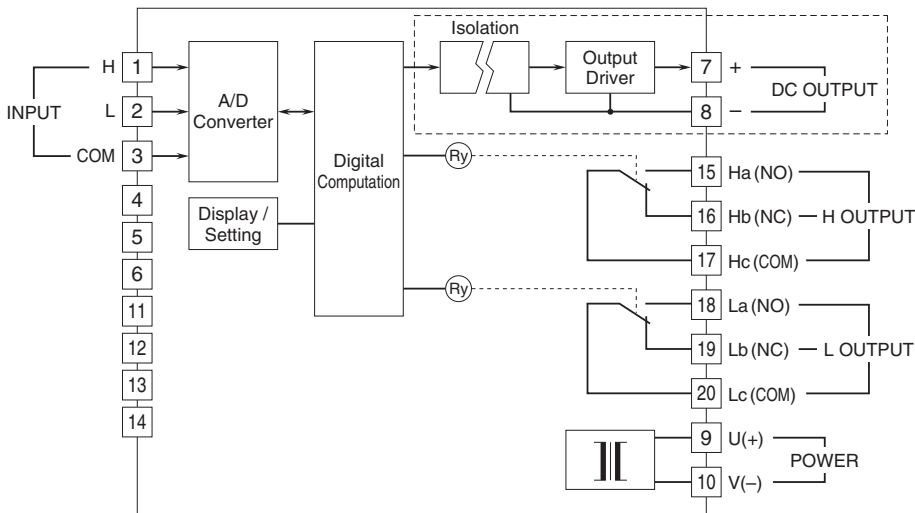 Isolation
H 1
INPUT
L 2
COM 3
4
5
6
11
12
13
14
A/D
Converter
Display /
Setting
Digital
Computation
Output
Driver
7 +
DC OUTPUT
8 –
Ry
15 Ha (NO)
16 Hb (NC) H OUTPUT
17 Hc (COM)
Ry
18 La (NO)
19 Lb (NC) L OUTPUT
20 Lc (COM)
9 U(+)
POWER
10 V(–)